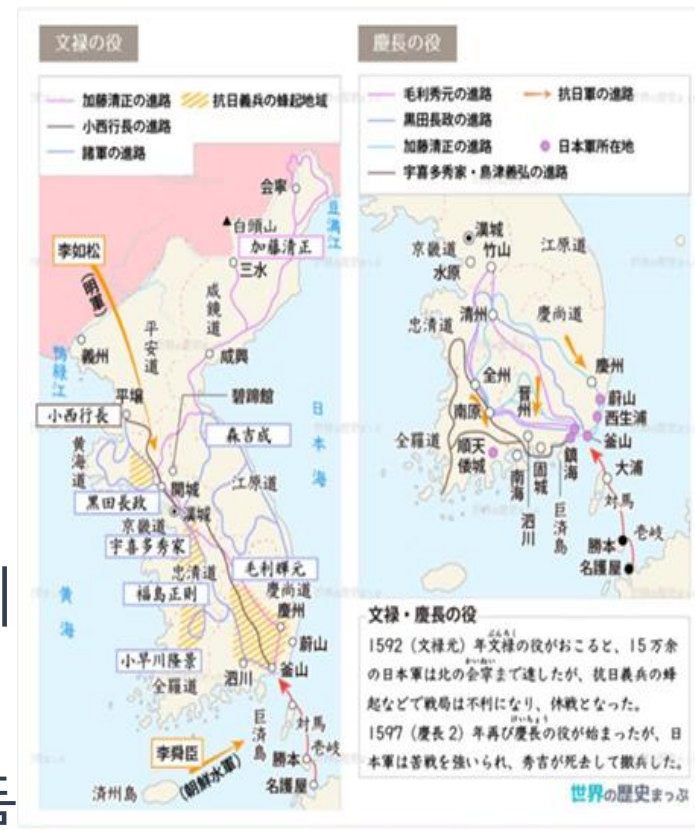 文禄の役
加藤清正の進路
抗日義兵の蜂起地域
小西行長の進路
諸軍の進路
会寧
豆満江
白頭山
加藤清正
李如松
(明軍)
三水
咸鏡道
平安道
鴨緑江
義州
咸興
平壌
碧蹄館
小西行長
日本海
黄海道
森吉成
開城
江原道
黒田長政
漢城
京畿道
宇喜多秀家
忠清道
毛利輝元
慶尚道
福島正則
慶州
黄海
蔚山
小早川隆景
泗川
釜山
全羅道
巨済島
対馬
李舜臣
(朝鮮水軍)
壱岐
勝本
済州島
名護屋
慶長の役
毛利秀元の進路
抗日軍の進路
黒田長政の進路
加藤清正の進路
日本軍所在地
宇喜多秀家・島津義弘の進路
漢城
京畿道
竹山
江原道
水原
清州
慶尚道
忠清道
全州
慶州
晋州
南原
蔚山
西生浦
全羅道
順天倭城
釜山
鎮海
南海
固城
大浦
泗川
巨済島
対馬
壱岐
勝本
名護屋
文禄・慶長の役
ぶんろく
1592(文禄元)年文禄の役がおこると、15万余
かいねい
の日本軍は北の会寧まで達したが、抗日義兵の蜂
起などで戦局は不利になり、休戦となった。
けいちょう
1597(慶長2)年再び慶長の役が始まったが、日
本軍は苦戦を強いられ、秀吉が死去して撤兵した。
世界の歴史まっぷ